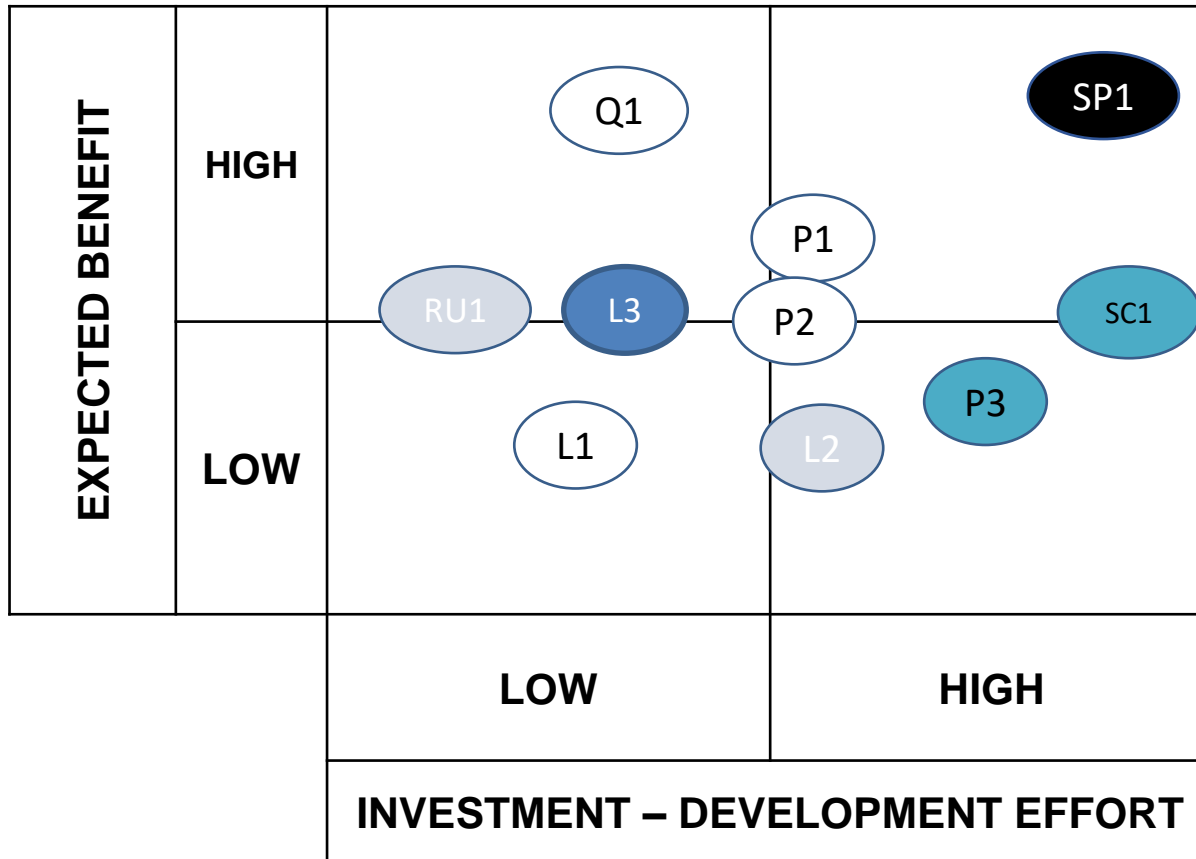 EXPECTED BENEFIT
HIGH
Q1
SP1
P1
RU1
L3
P2
SC1
LOW
L1
L2
P3
LOW
HIGH
INVESTMENT – DEVELOPMENT EFFORT